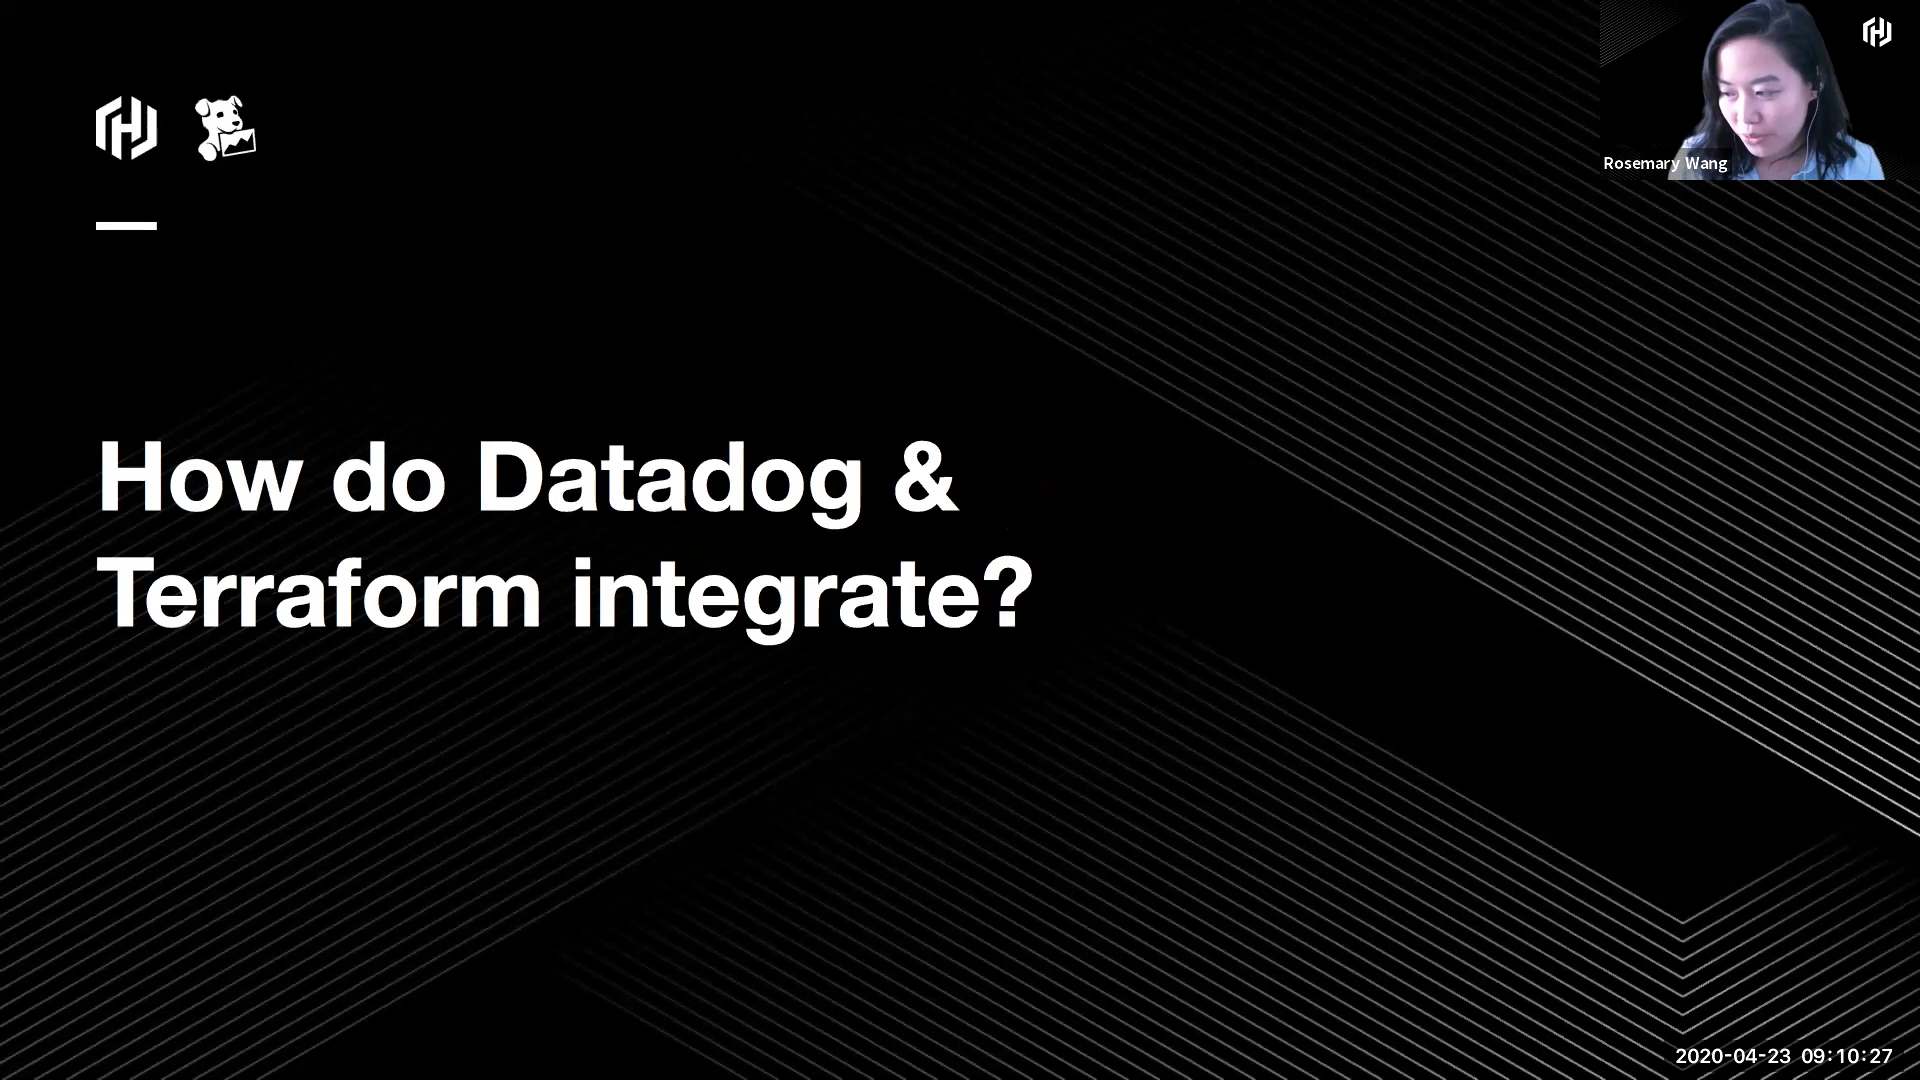 Rosemary Wang
How do Datadog &
Terraform integrate?
2020-04-23 09:10:27